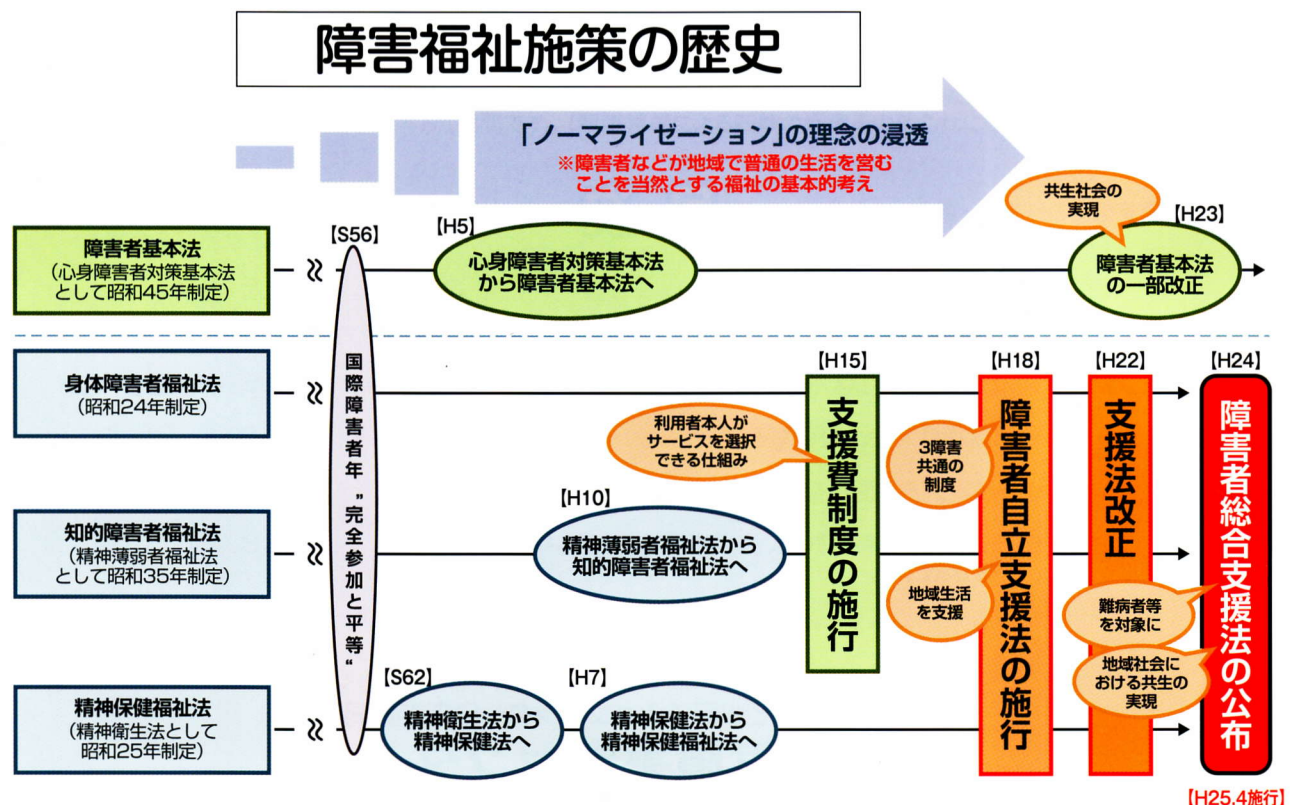 障害福祉施策の歴史
「ノーマライゼーション」の理念の浸透
※障害者などが地域で普通の生活を営む
ことを当然とする福祉の基本的考え
共生社会の
実現
【S56】
【H5】
【H23】
障害者基本法
(心身障害者対策基本法
として昭和45年制定)
心身障害者対策基本法
から障害者基本法へ
障害者基本法
の一部改正
国際障害者年 〝完全参加と平等〟
身体障害者福祉法
(昭和24年制定)
【H15】
【H18】
【H22】
【H24】
利用者本人が
サービスを選択
できる仕組み
支援費制度の施行
3障害
共通の
制度
障害者自立支援法の施行
支援法改正
障害者総合支援法の公布
知的障害者福祉法
(精神薄弱者福祉法
として昭和35年制定)
【H10】
精神薄弱者福祉法から
知的障害者福祉法へ
地域生活
を支援
難病者等
を対象に
地域社会に
おける共生の
実現
精神保健福祉法
(精神衛生法として
昭和25年制定)
【S62】
精神衛生法から
精神保健法へ
【H7】
精神保健法から
精神保健福祉法へ
【H25.4施行】